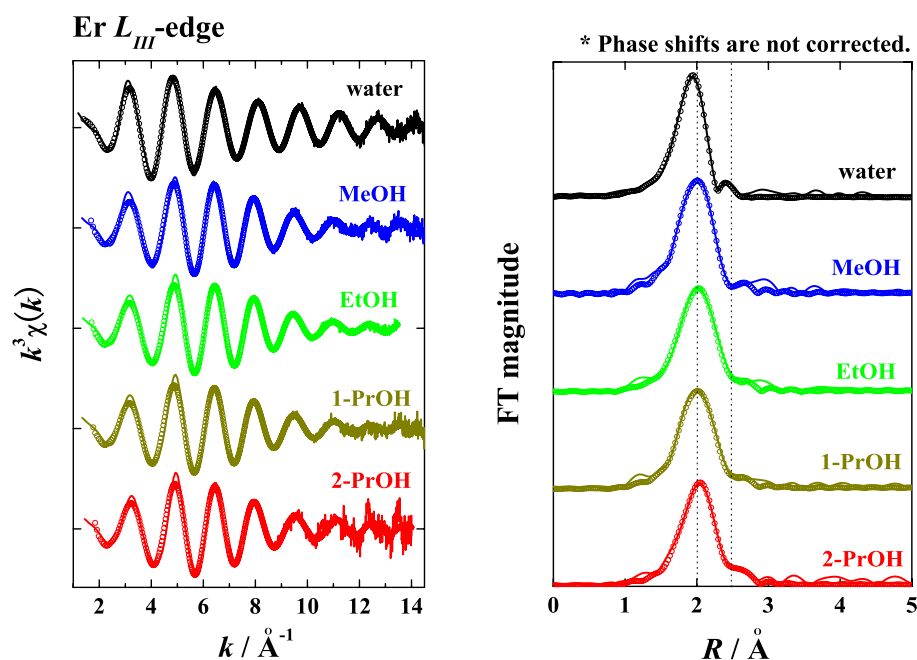 Er L_III-edge
* Phase shifts are not corrected.
k³χ(k)
water
MeOH
EtOH
1-PrOH
2-PrOH
2 4 6 8 10 12 14
k / Å⁻¹
FT magnitude
water
MeOH
EtOH
1-PrOH
2-PrOH
0 1 2 3 4 5
R / Å